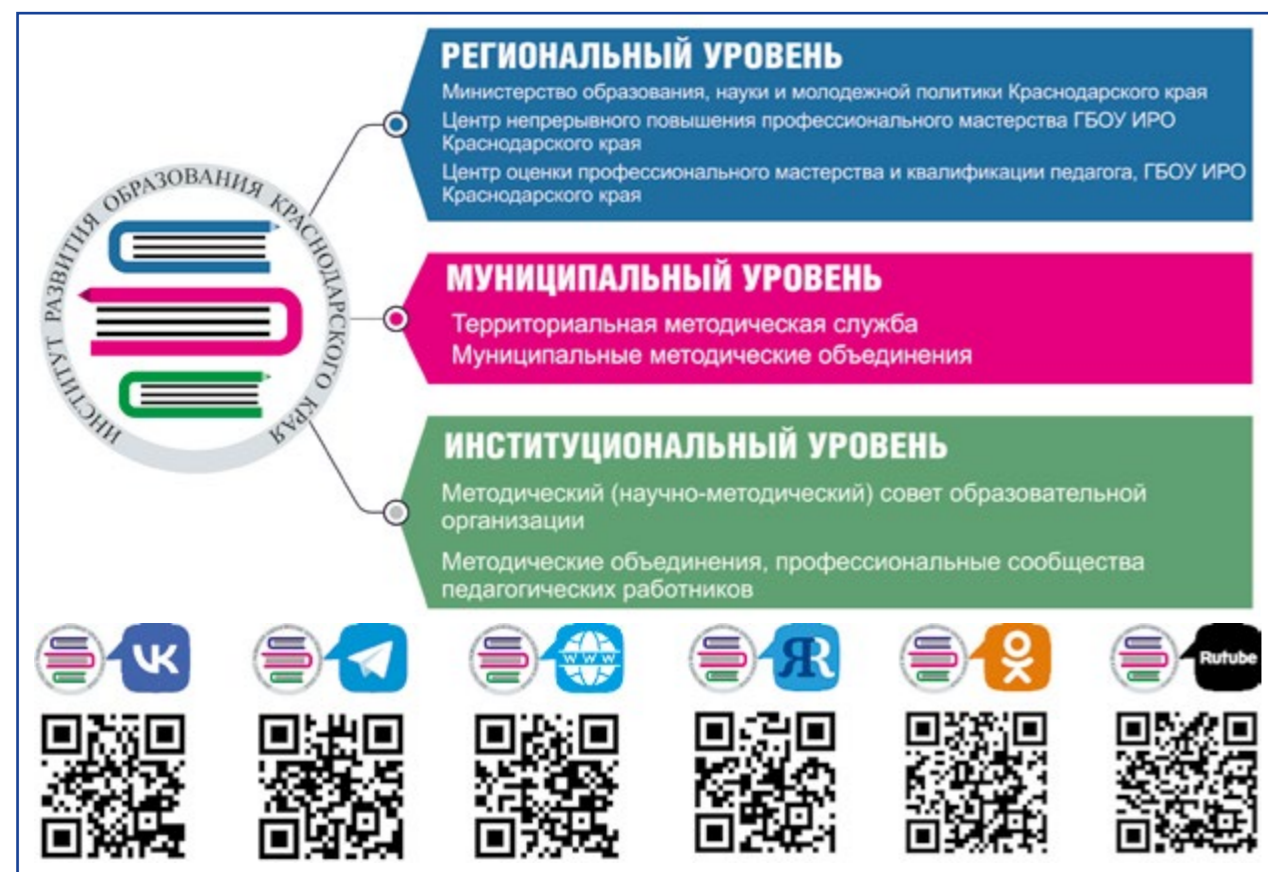 ИНСТИТУТ РАЗВИТИЯ ОБРАЗОВАНИЯ КРАСНОДАРСКОГО КРАЯ
РЕГИОНАЛЬНЫЙ УРОВЕНЬ
Министерство образования, науки и молодежной политики Краснодарского края
Центр непрерывного повышения профессионального мастерства ГБОУ ИРО
Краснодарского края
Центр оценки профессионального мастерства и квалификации педагога, ГБОУ ИРО
Краснодарского края
МУНИЦИПАЛЬНЫЙ УРОВЕНЬ
Территориальная методическая служба
Муниципальные методические объединения
ИНСТИТУЦИОНАЛЬНЫЙ УРОВЕНЬ
Методический (научно-методический) совет образовательной
организации
Методические объединения, профессиональные сообщества
педагогических работников
WWW
ЯR
Rutube